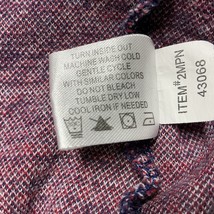 TURN INSIDE OUT
MACHINE WASH COLD
GENTLE CYCLE
WITH SIMILAR COLORS
DO NOT BLEACH
TUMBLE DRY LOW
COOL IRON IF NEEDED
ITEM#2MPN
43068